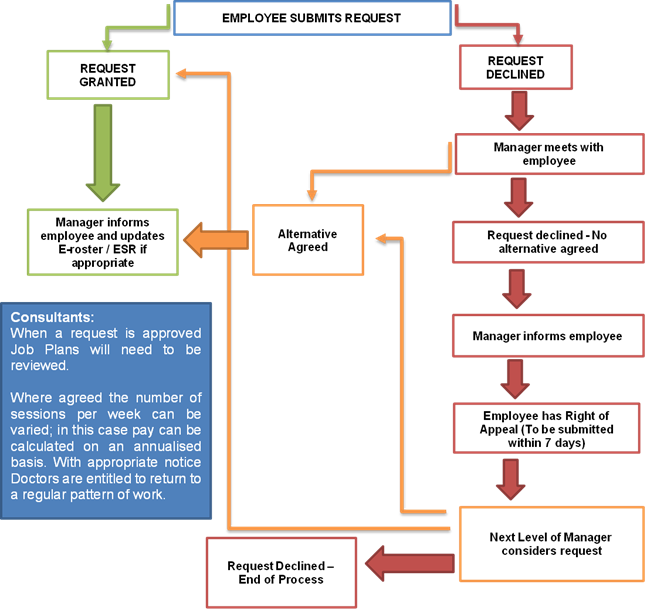 EMPLOYEE SUBMITS REQUEST
REQUEST
GRANTED
REQUEST
DECLINED
Manager meets with
employee
Manager informs
employee and updates
E-roster / ESR if
appropriate
Alternative
Agreed
Request declined - No
alternative agreed
Consultants:
When a request is approved
Job Plans will need to be
reviewed.
Where agreed the number of
sessions per week can be
varied; in this case pay can be
calculated on an annualised
basis. With appropriate notice
Doctors are entitled to return to
a regular pattern of work.
Manager informs employee
Employee has Right of
Appeal (To be submitted
within 7 days)
Next Level of Manager
considers request
Request Declined –
End of Process